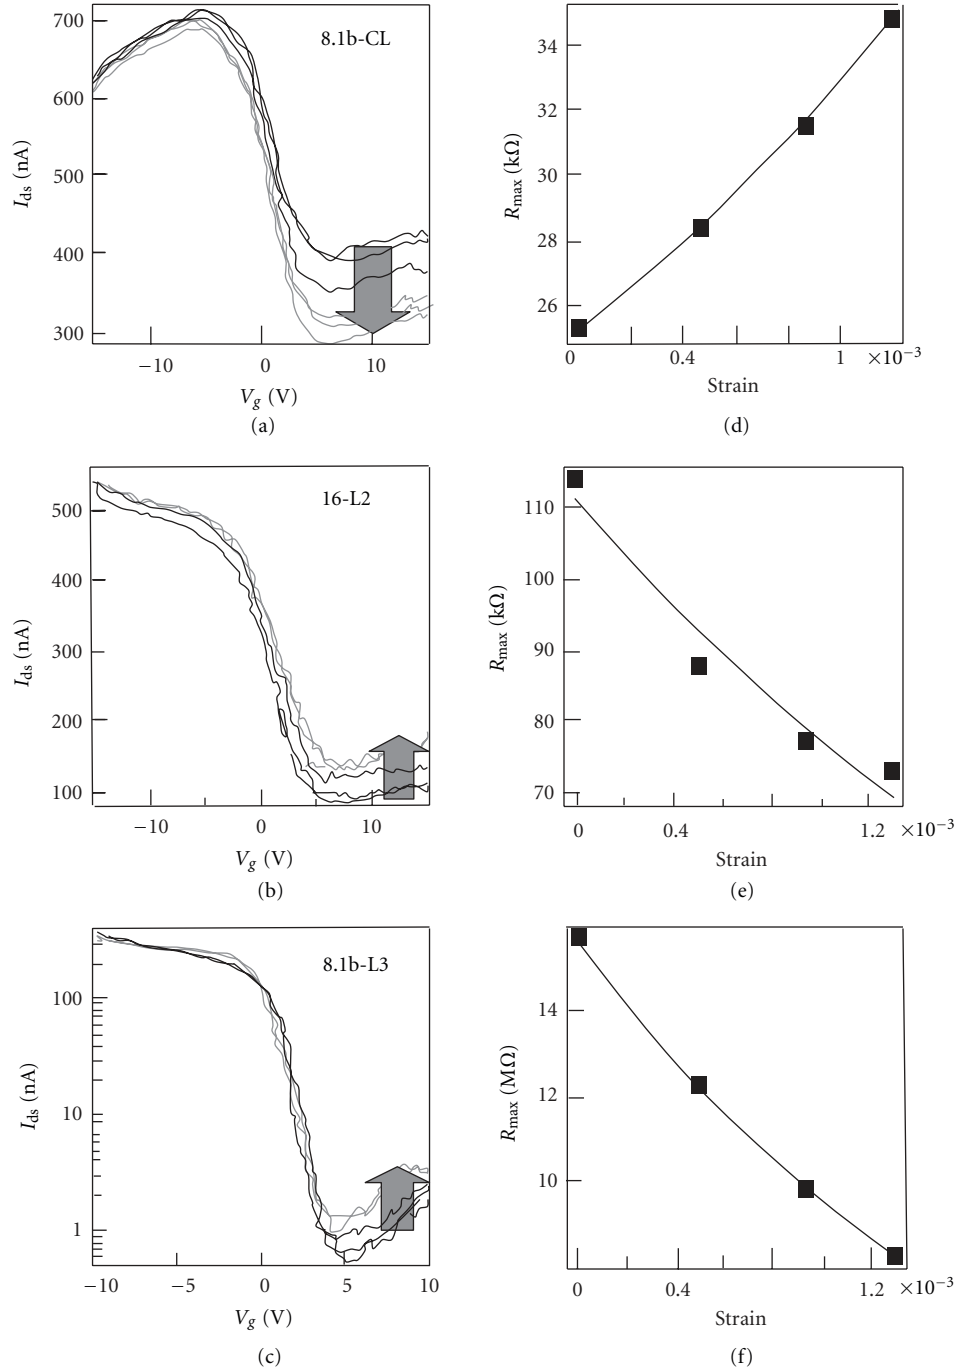 8.1b-CL
700
600
500
400
300
I_ds (nA)
−10
0
10
V_g (V)
(a)
34
32
30
28
26
R_max (kΩ)
0
0.4
1
×10⁻³
Strain
(d)
16-L2
500
400
300
200
100
I_ds (nA)
−10
0
10
V_g (V)
(b)
110
100
90
80
70
R_max (kΩ)
0
0.4
1.2
×10⁻³
Strain
(e)
8.1b-L3
100
10
1
I_ds (nA)
−10
−5
0
5
10
V_g (V)
(c)
14
12
10
R_max (MΩ)
0
0.4
1.2
×10⁻³
Strain
(f)